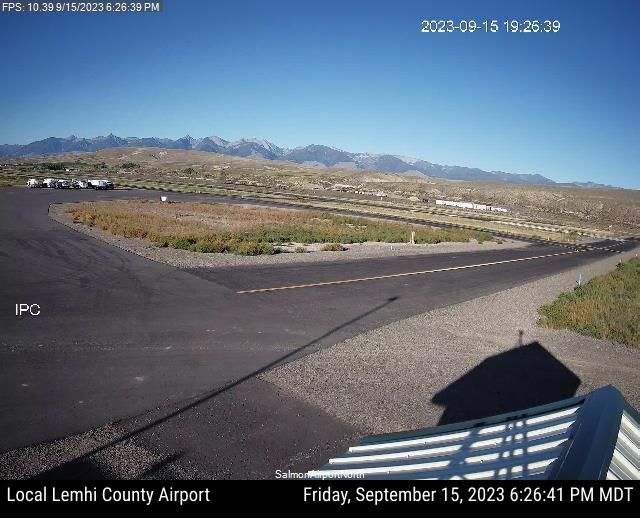 FPS: 10.39 9/15/2023 6:26:39 PM
2023-09-15 19:26:39
IPC
SalmonAirportNorth
Local Lemhi County Airport Friday, September 15, 2023 6:26:41 PM MDT